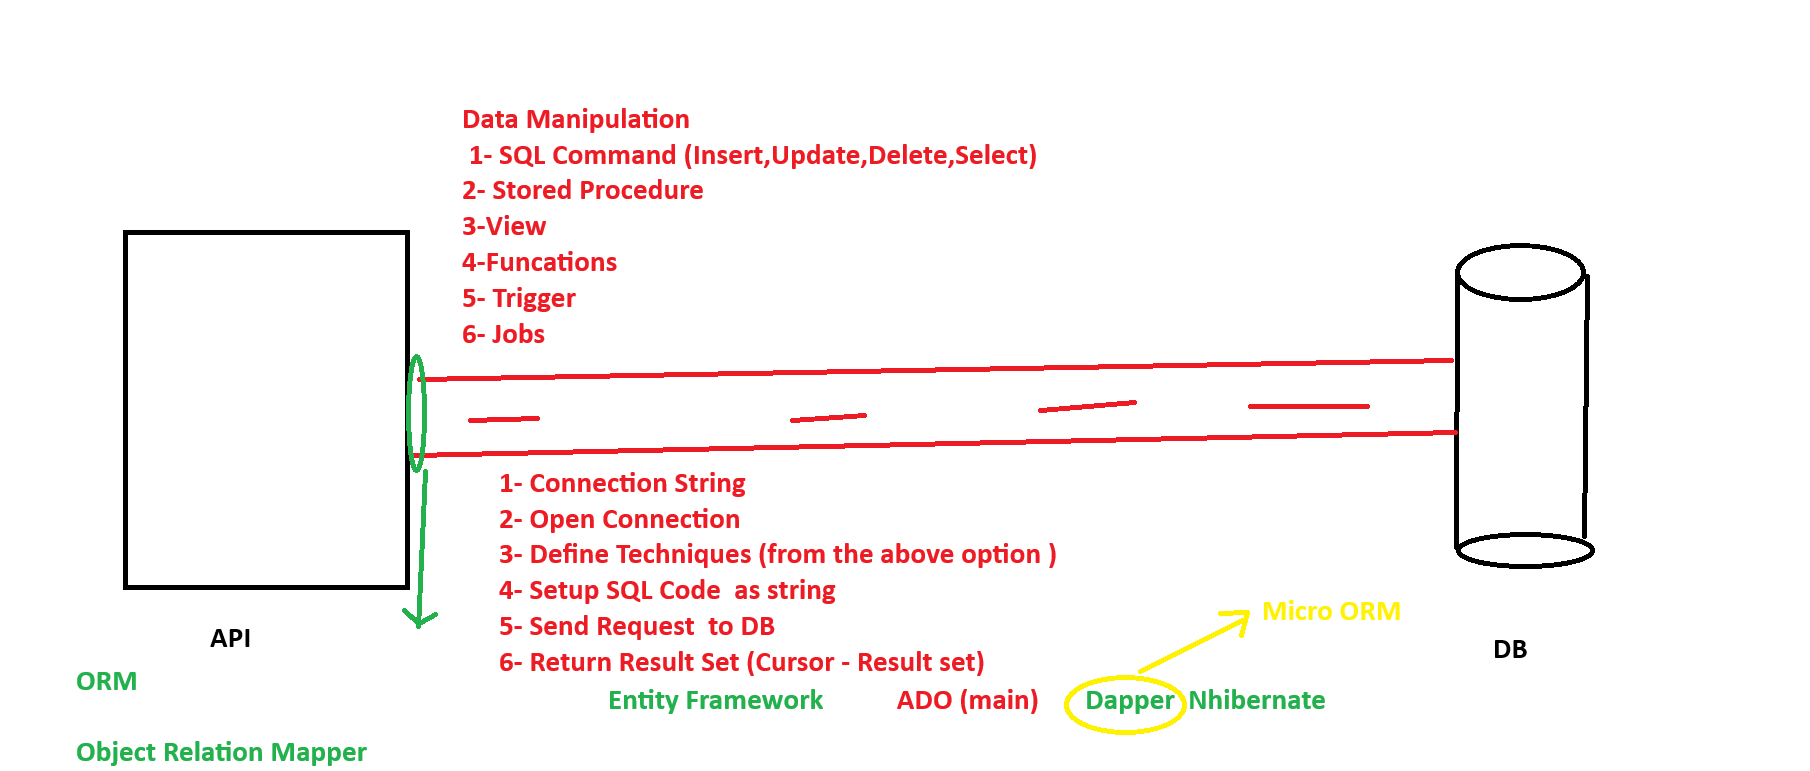 Data Manipulation
1- SQL Command (Insert,Update,Delete,Select)
2- Stored Procedure
3-View
4-Funcations
5- Trigger
6- Jobs
1- Connection String
2- Open Connection
3- Define Techniques (from the above option )
4- Setup SQL Code  as string
5- Send Request  to DB
6- Return Result Set (Cursor - Result set)
Micro ORM
API
DB
ORM
Entity Framework
ADO (main)
Dapper
Nhibernate
Object Relation Mapper